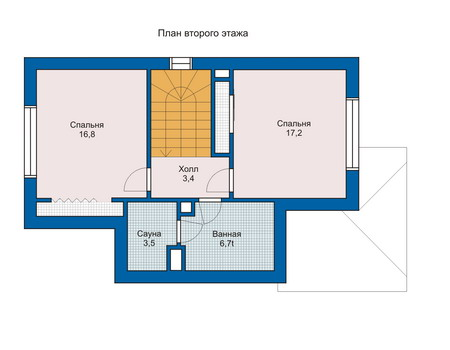 План второго этажа
Спальня
16,8
Спальня
17,2
Холл
3,4
Сауна
3,5
Ванная
6,7t